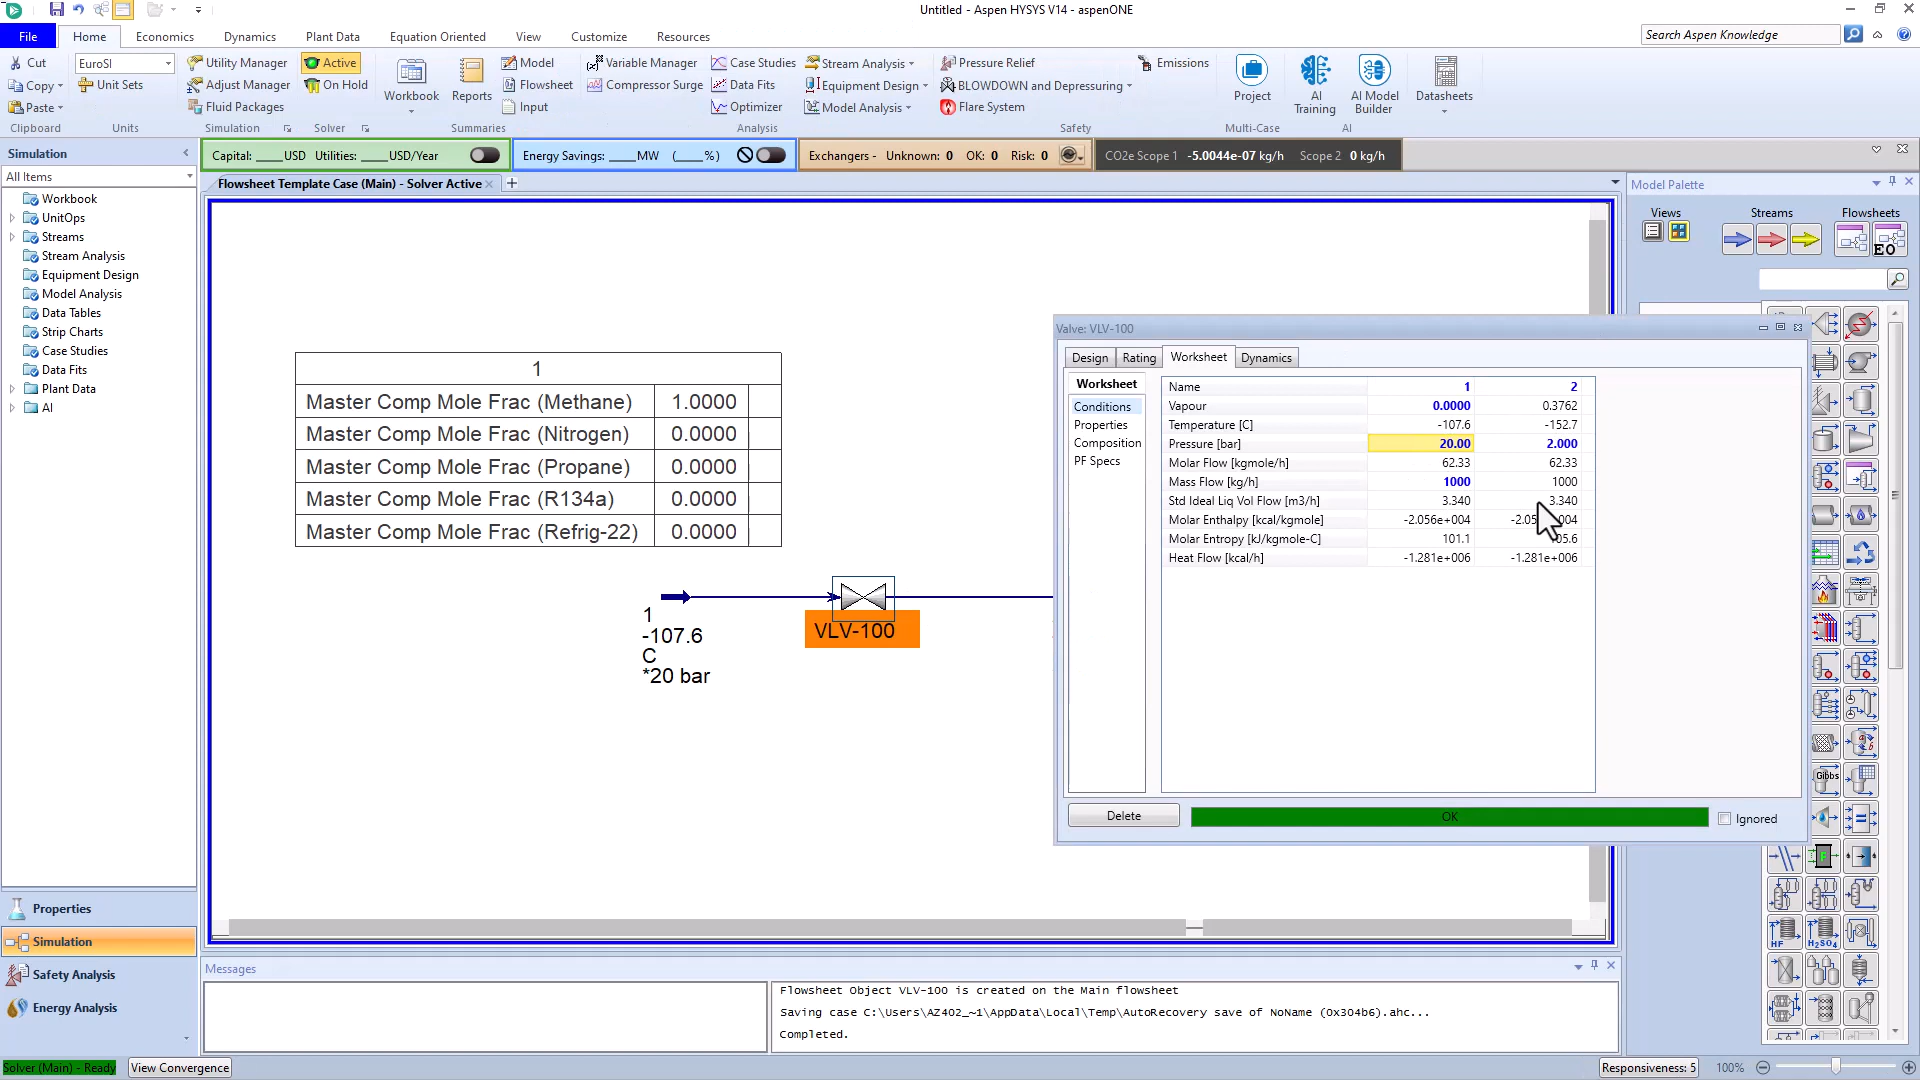 Untitled - Aspen HYSYS V14 - aspenONE
File Home Economics Dynamics Plant Data Equation Oriented View Customize Resources Search Aspen Knowledge
Cut EuroSI Utility Manager Active Model Variable Manager Case Studies Stream Analysis Pressure Relief Emissions
Copy Unit Sets Adjust Manager On Hold Workbook Reports Flowsheet Compressor Surge Data Fits Equipment Design BLOWDOWN and Depressuring Project AI Training AI Model Builder Datasheets
Paste Fluid Packages Input Optimizer Model Analysis Flare System
Clipboard Units Simulation Solver Summaries Analysis Safety Multi-Case AI
Simulation
Capital: ____USD Utilities: ____USD/Year Energy Savings: ____MW (____%) Exchangers - Unknown: 0 OK: 0 Risk: 0 CO2e Scope 1 -5.0044e-07 kg/h Scope 2 0 kg/h
All Items
Workbook
UnitOps
Streams
Stream Analysis
Equipment Design
Model Analysis
Data Tables
Strip Charts
Case Studies
Data Fits
Plant Data
AI
Properties
Simulation
Safety Analysis
Energy Analysis
Flowsheet Template Case (Main) - Solver Active
1
Master Comp Mole Frac (Methane) 1.0000
Master Comp Mole Frac (Nitrogen) 0.0000
Master Comp Mole Frac (Propane) 0.0000
Master Comp Mole Frac (R134a) 0.0000
Master Comp Mole Frac (Refrig-22) 0.0000
1
-107.6
C
*20 bar
VLV-100
Valve: VLV-100
Design Rating Worksheet Dynamics
Worksheet
Conditions
Properties
Composition
PF Specs
Name 1 2
Vapour 0.0000 0.3762
Temperature [C] -107.6 -152.7
Pressure [bar] 20.00 2.000
Molar Flow [kgmole/h] 62.33 62.33
Mass Flow [kg/h] 1000 1000
Std Ideal Liq Vol Flow [m3/h] 3.340 3.340
Molar Enthalpy [kcal/kgmole] -2.056e+004
Molar Entropy [kJ/kgmole-C] 101.1
Heat Flow [kcal/h] -1.281e+006 -1.281e+006
Delete OK Ignored
Model Palette
Views Streams Flowsheets
EO
Gibbs
HF H2SO4
Messages
Flowsheet Object VLV-100 is created on the Main flowsheet
Saving case C:\Users\AZ402_~1\AppData\Local\Temp\AutoRecovery save of NoName (0x304b6).ahc...
Completed.
Solver (Main) - Ready View Convergence Responsiveness: 5 100%